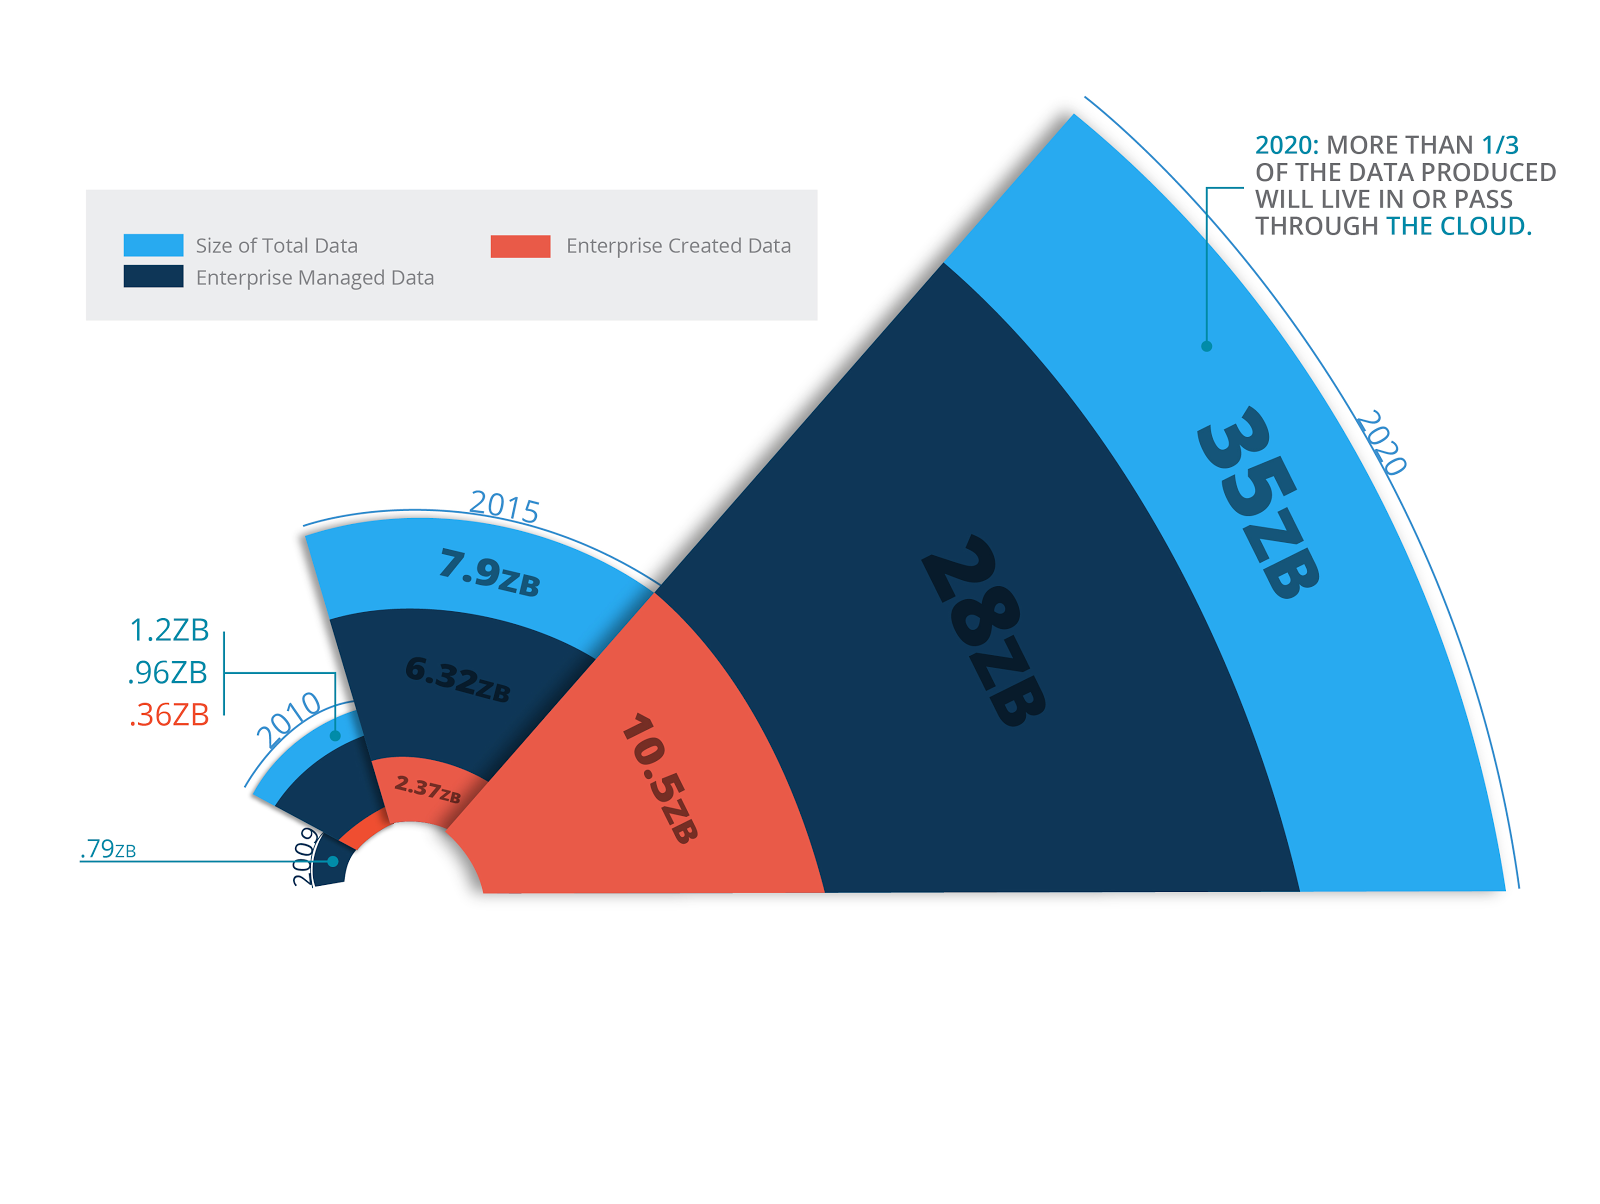 2020: MORE THAN 1/3
OF THE DATA PRODUCED
WILL LIVE IN OR PASS
THROUGH THE CLOUD.
Size of Total Data
Enterprise Created Data
Enterprise Managed Data
2020
35ZB
28ZB
10.5ZB
2015
7.9ZB
6.32ZB
2.37ZB
1.2ZB
.96ZB
.36ZB
2010
2009
.79ZB